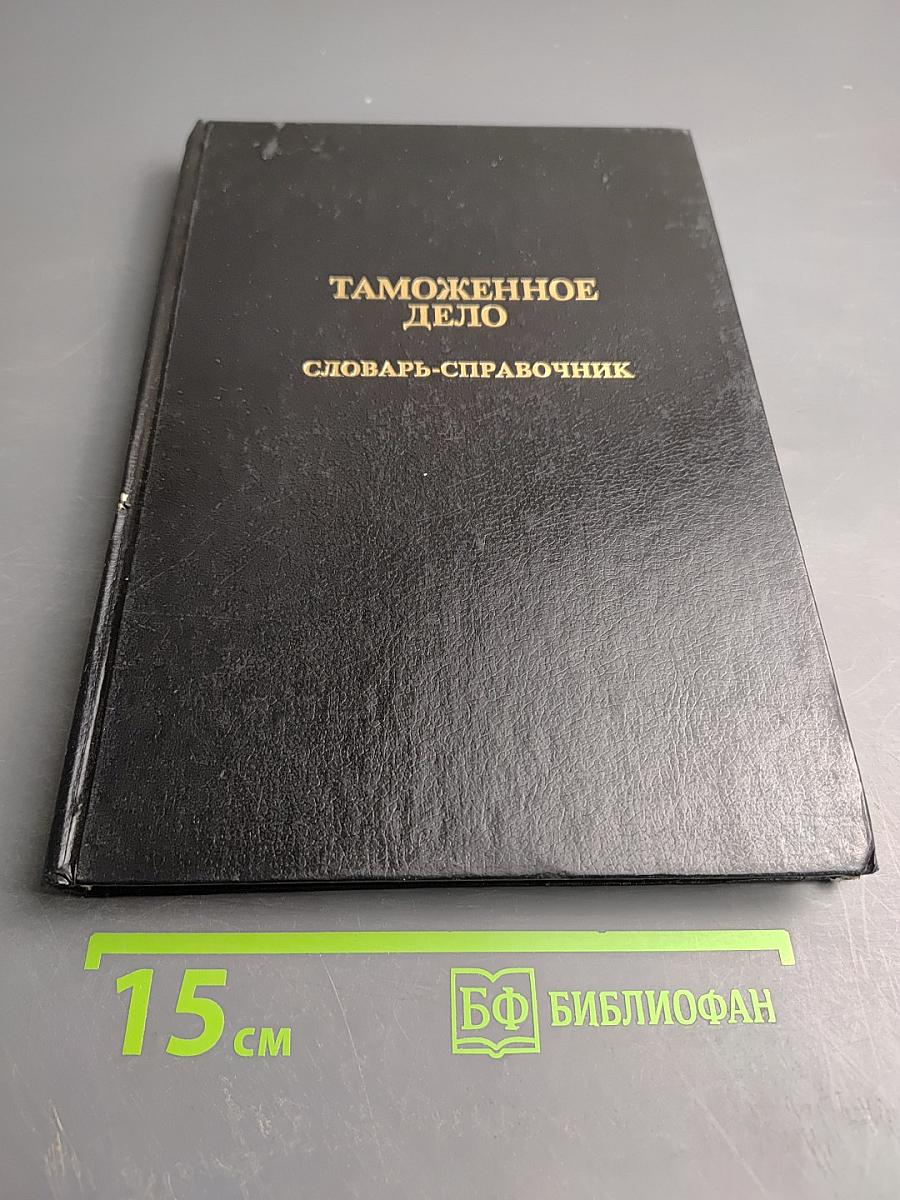 ТАМОЖЕННОЕ
ДЕЛО
СЛОВАРЬ-СПРАВОЧНИК
15 см
БФ БИБЛИОФАН